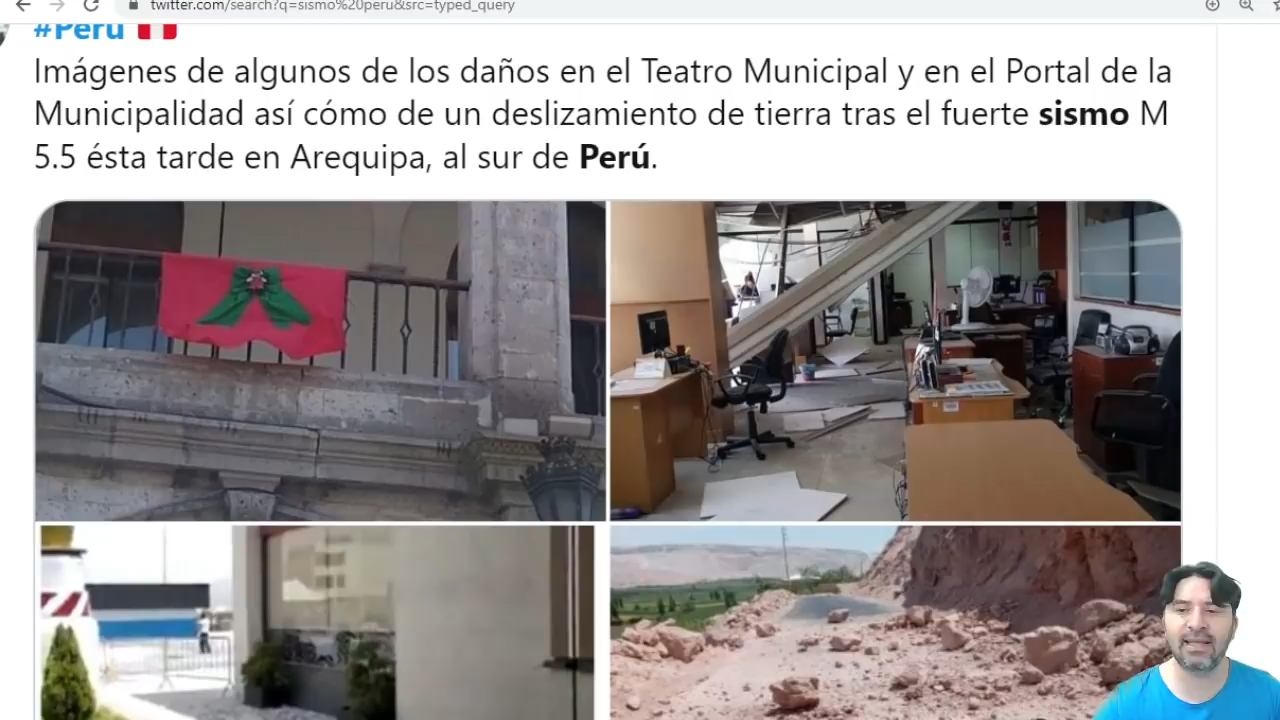 twitter.com/search?q=sismo%20peru&src=typed_query
#Perú
Imágenes de algunos de los daños en el Teatro Municipal y en el Portal de la
Municipalidad así cómo de un deslizamiento de tierra tras el fuerte sismo M
5.5 ésta tarde en Arequipa, al sur de Perú.